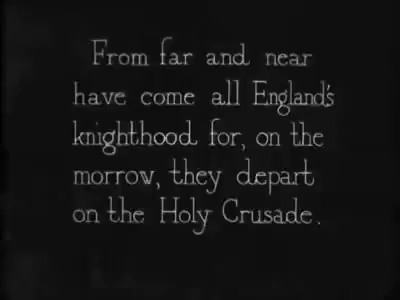 From far and near
have come all England's
knighthood for, on the
morrow, they depart
on the Holy Crusade.